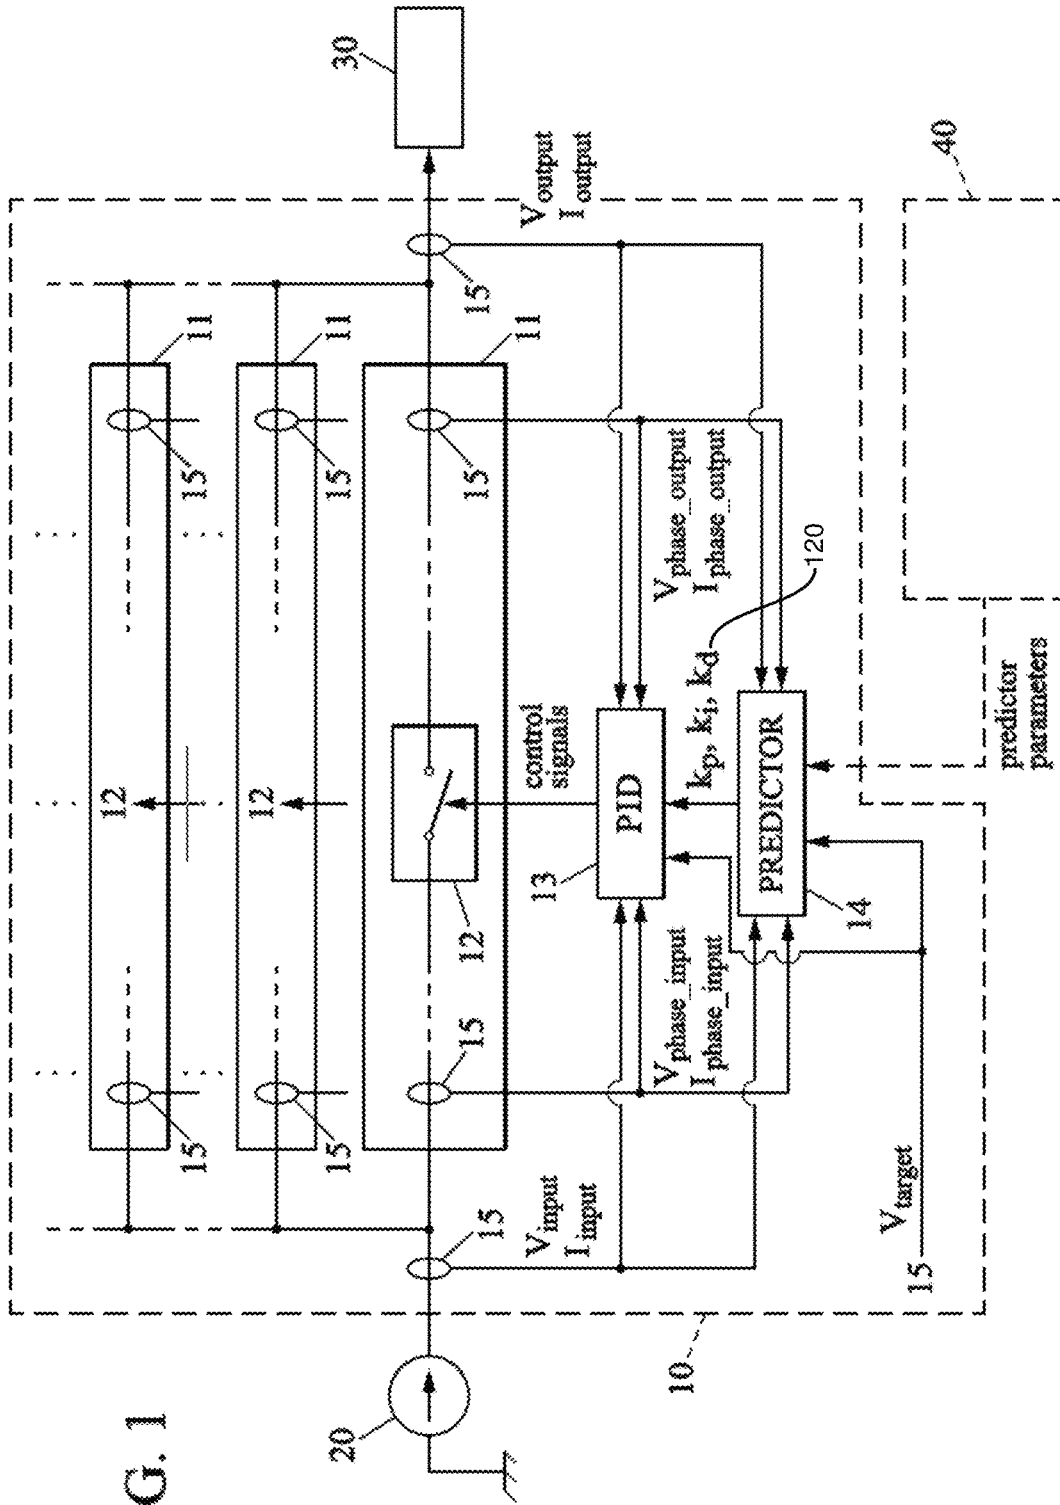 G. 1
20
30
10
40
11
11
11
12
12
12
15
15
15
15
15
15
15
15
V_input
I_input
V_output
I_output
control
signals
13
PID
V_phase_input
I_phase_input
V_phase_output
I_phase_output
k_p, k_i, k_d
120
PREDICTOR
14
V_target
15
predictor
parameters